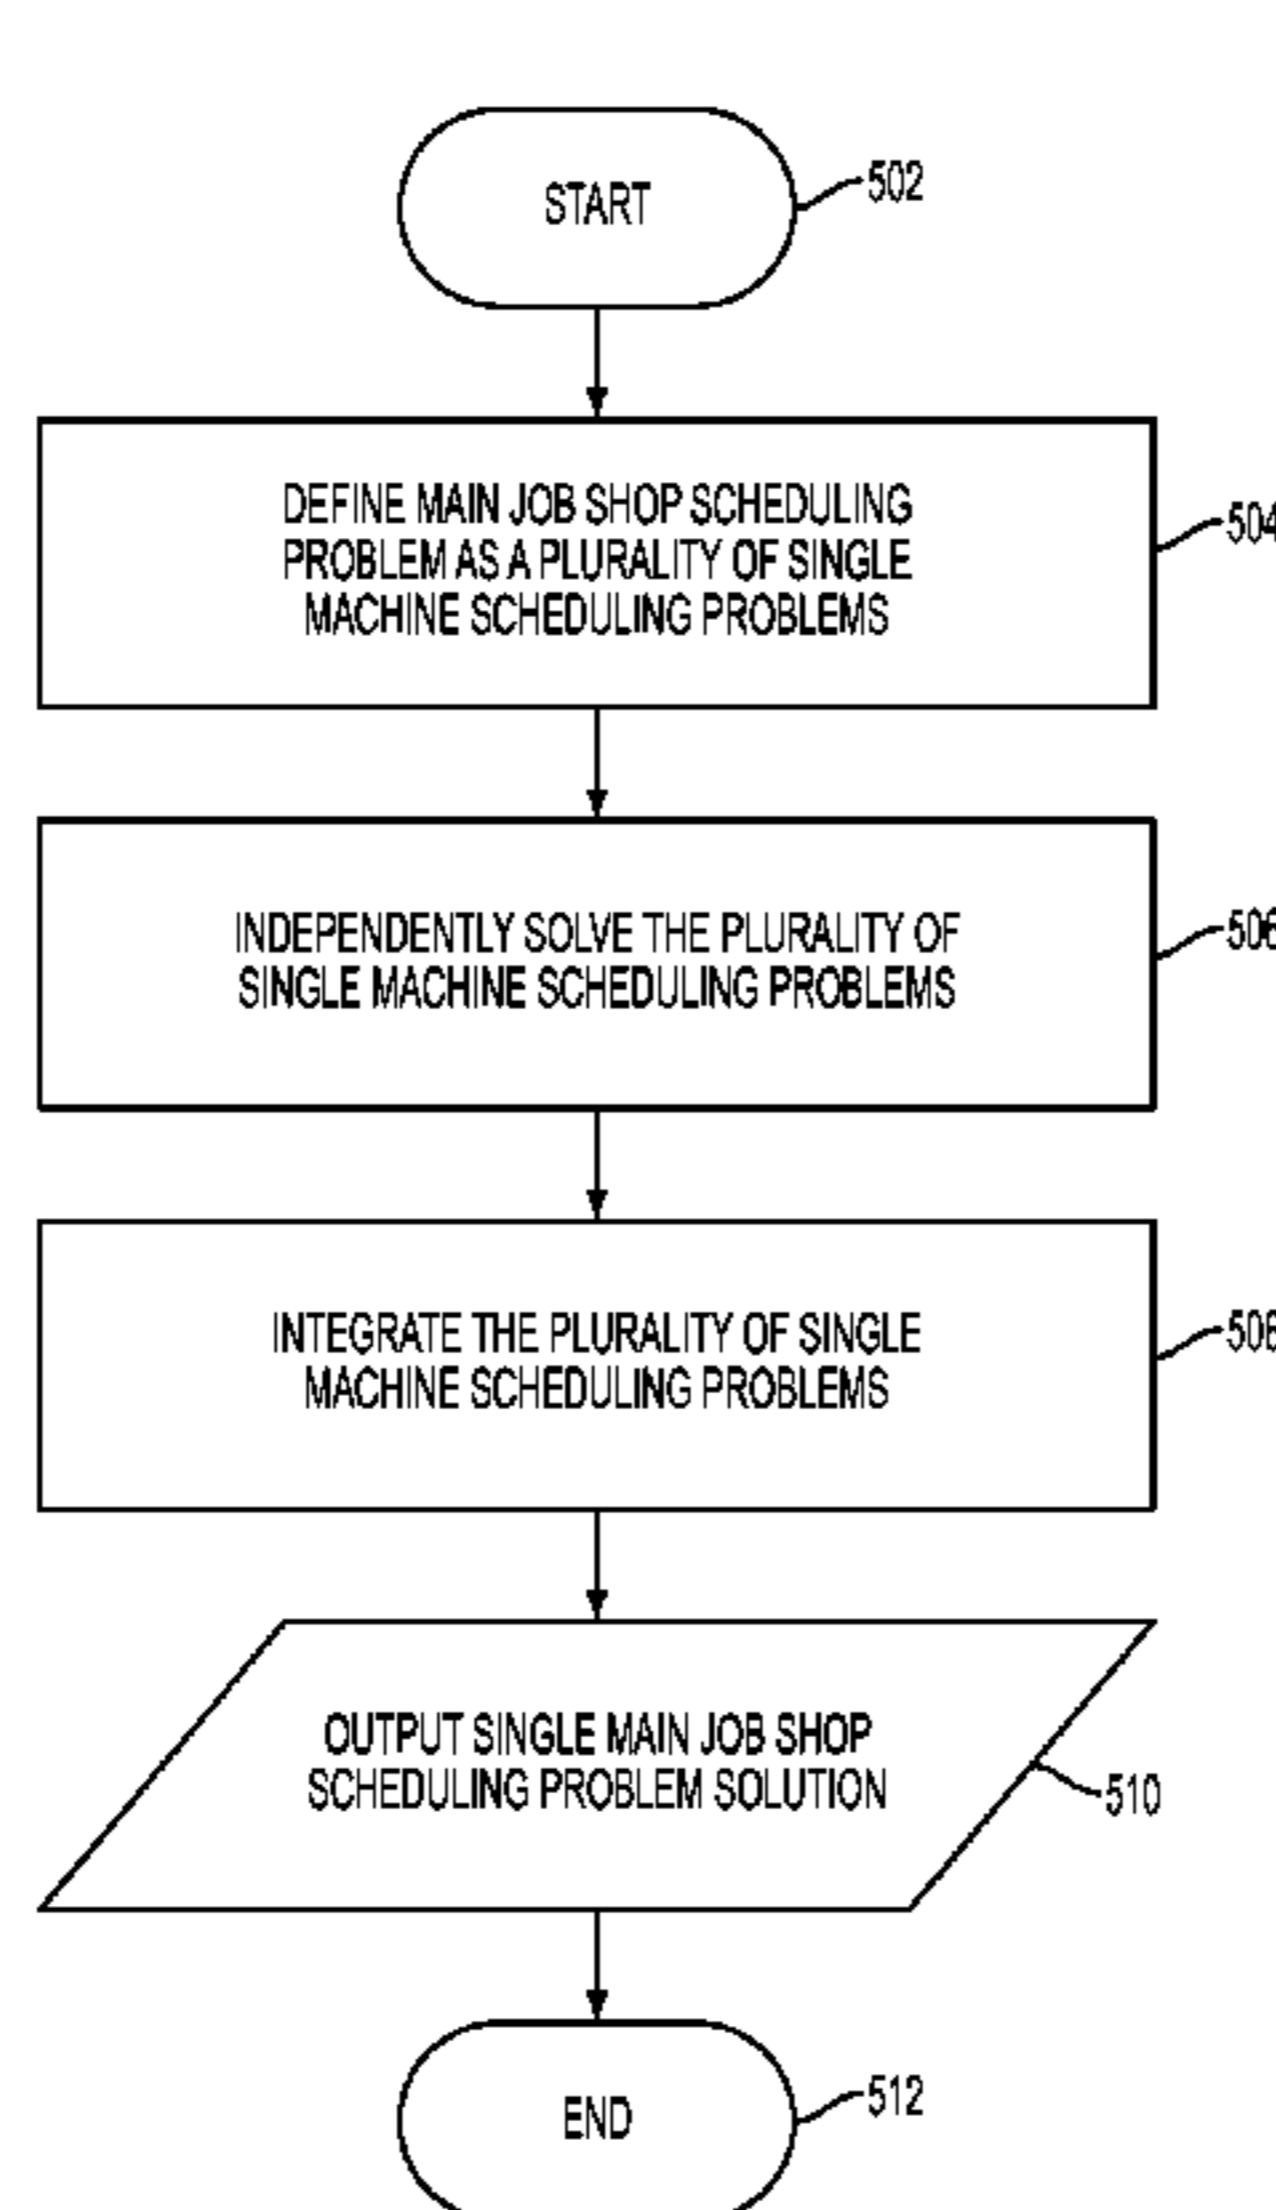 START
502
DEFINE MAIN JOB SHOP SCHEDULING
PROBLEM AS A PLURALITY OF SINGLE
MACHINE SCHEDULING PROBLEMS
504
INDEPENDENTLY SOLVE THE PLURALITY OF
SINGLE MACHINE SCHEDULING PROBLEMS
506
INTEGRATE THE PLURALITY OF SINGLE
MACHINE SCHEDULING PROBLEMS
OUTPUT SINGLE MAIN JOB SHOP
SCHEDULING PROBLEM SOLUTION
510
END
512